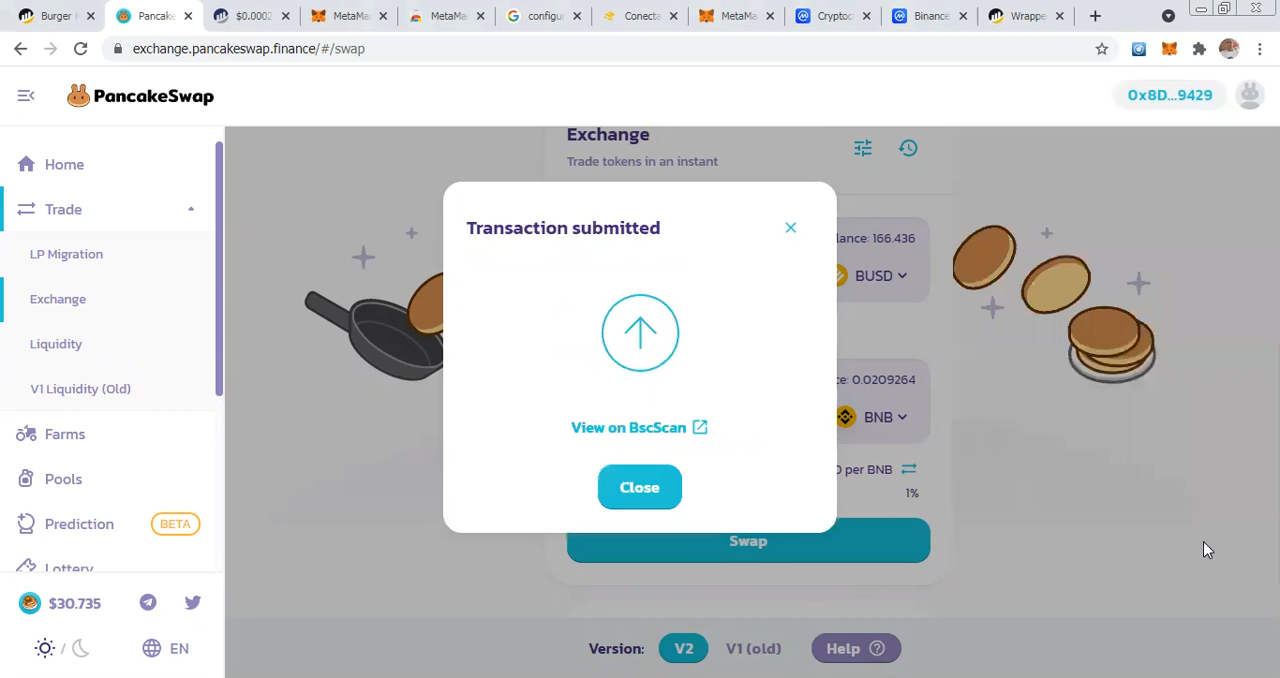 Burger
Pancake
$0.0002
MetaMa
MetaMa
configur
Conecta
MetaMa
Cryptoc
Binance
Wrappe
exchange.pancakeswap.finance/#/swap
PancakeSwap
0x8D...9429
Home
Trade
LP Migration
Exchange
Liquidity
V1 Liquidity (Old)
Farms
Pools
Prediction
BETA
Lottery
$30.735
EN
Exchange
Trade tokens in an instant
Transaction submitted
View on BscScan
Close
lance: 166.436
BUSD
ce: 0.0209264
BNB
0 per BNB
1%
Swap
Version:
V2
V1 (old)
Help